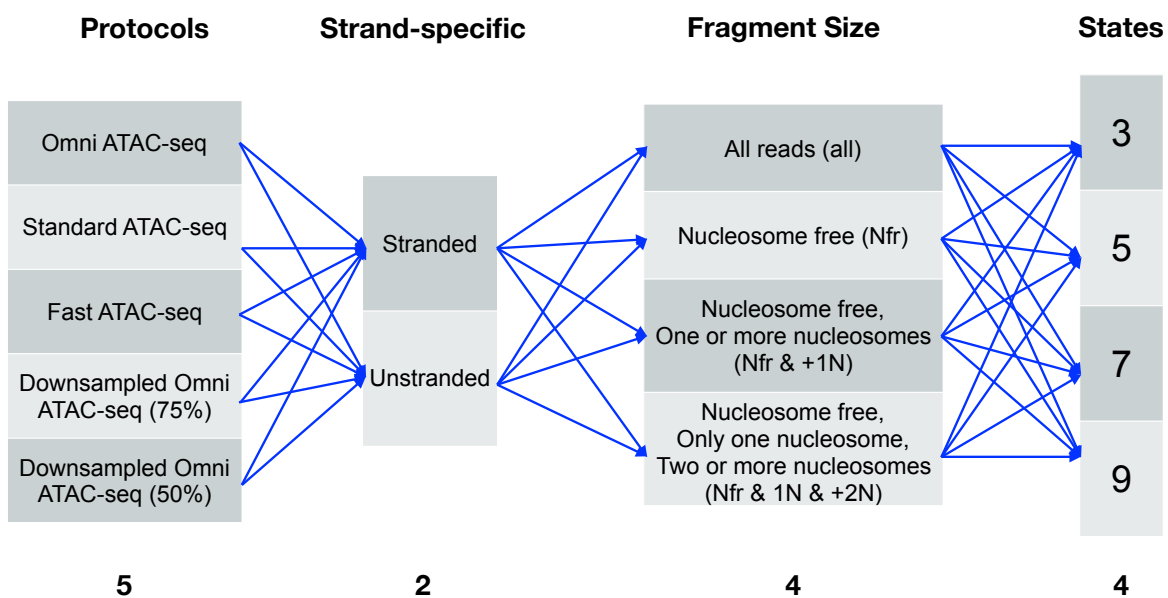 Protocols
Strand-specific
Fragment Size
States
Omni ATAC-seq
Standard ATAC-seq
Fast ATAC-seq
Downsampled Omni
ATAC-seq (75%)
Downsampled Omni
ATAC-seq (50%)
5
Stranded
Unstranded
2
All reads (all)
Nucleosome free (Nfr)
Nucleosome free,
One or more nucleosomes
(Nfr & +1N)
Nucleosome free,
Only one nucleosome,
Two or more nucleosomes
(Nfr & 1N & +2N)
4
3
5
7
9
4